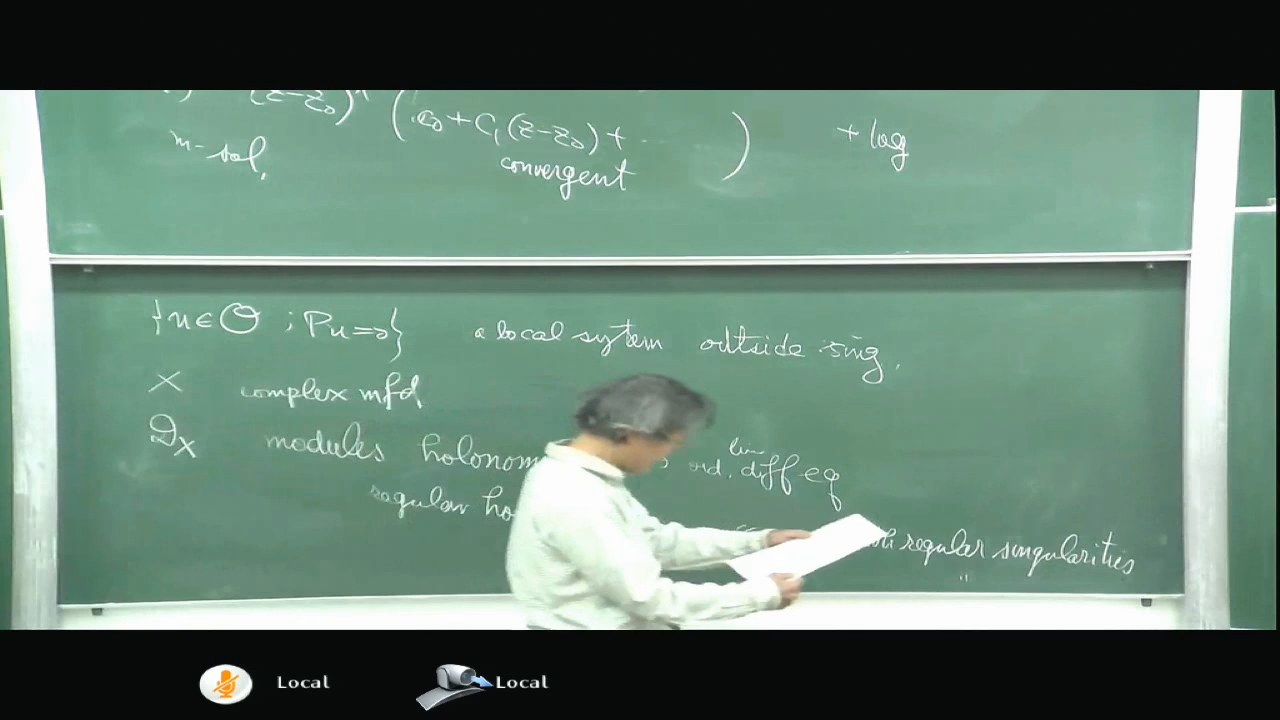 (z-z₀)^λ (c₀+C₁(z-z₀)+ ··· ) + log
m-sol. convergent
{u∈𝒪 ; Pu=0} a local sytem outside sing.
X complex mfd.
𝒟_X modules holonom ord. lin diff eq
regular ho regular singularities
"
Local Local